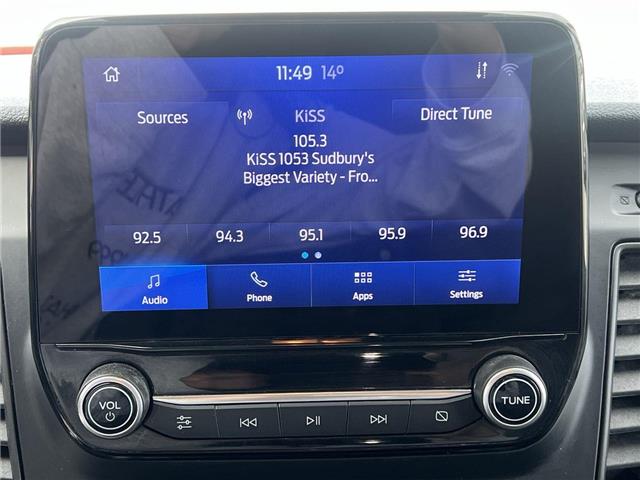 11:49 14°
Sources KiSS Direct Tune
105.3
KiSS 1053 Sudbury's
Biggest Variety - Fro...
92.5 94.3 95.1 95.9 96.9
Audio Phone Apps Settings
VOL TUNE